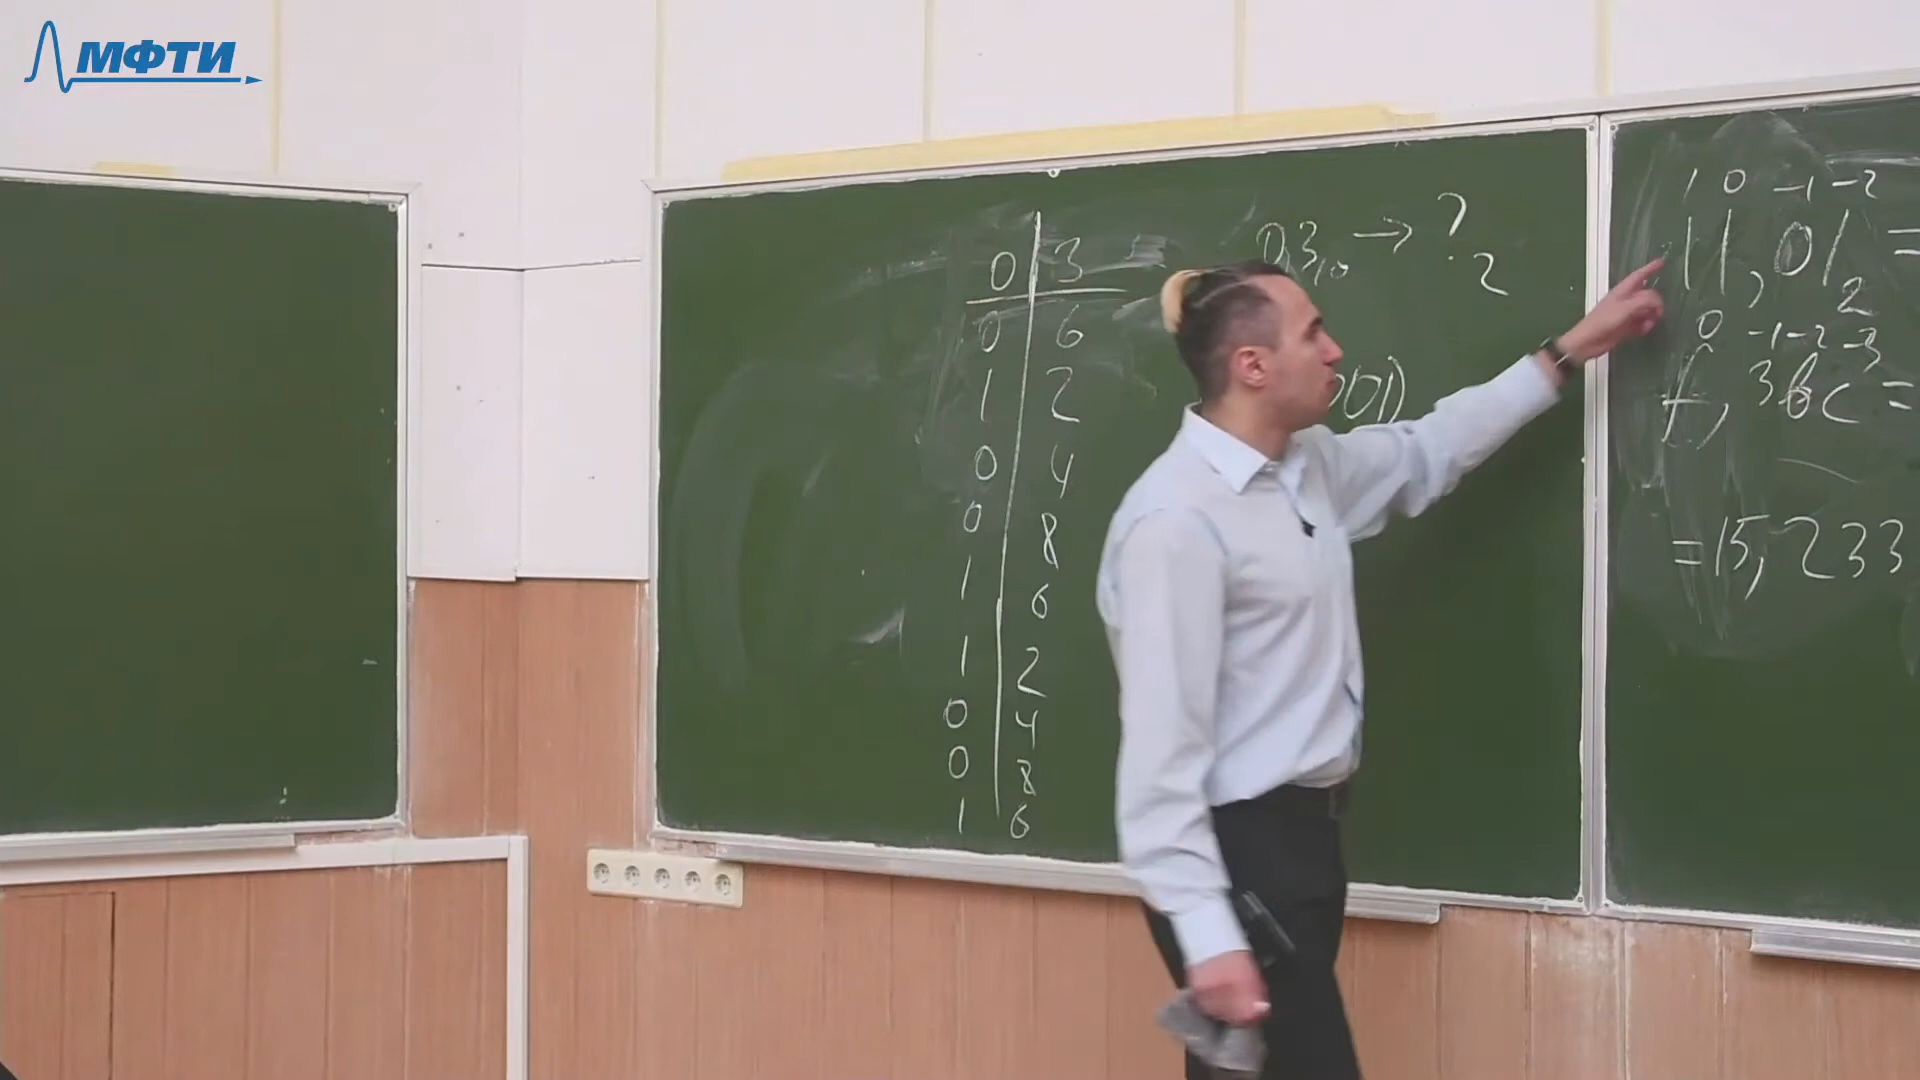 МФТИ
0 | 3
0 | 6
1 | 2
0 | 4
0 | 8
1 | 6
1 | 2
0 | 4
0 | 8
1 | 6
0,3₁₀ → ?₂
001)
1 0 -1 -2
11,01₂ =
0 -1 -2 -3
f,3bc =
=15,233